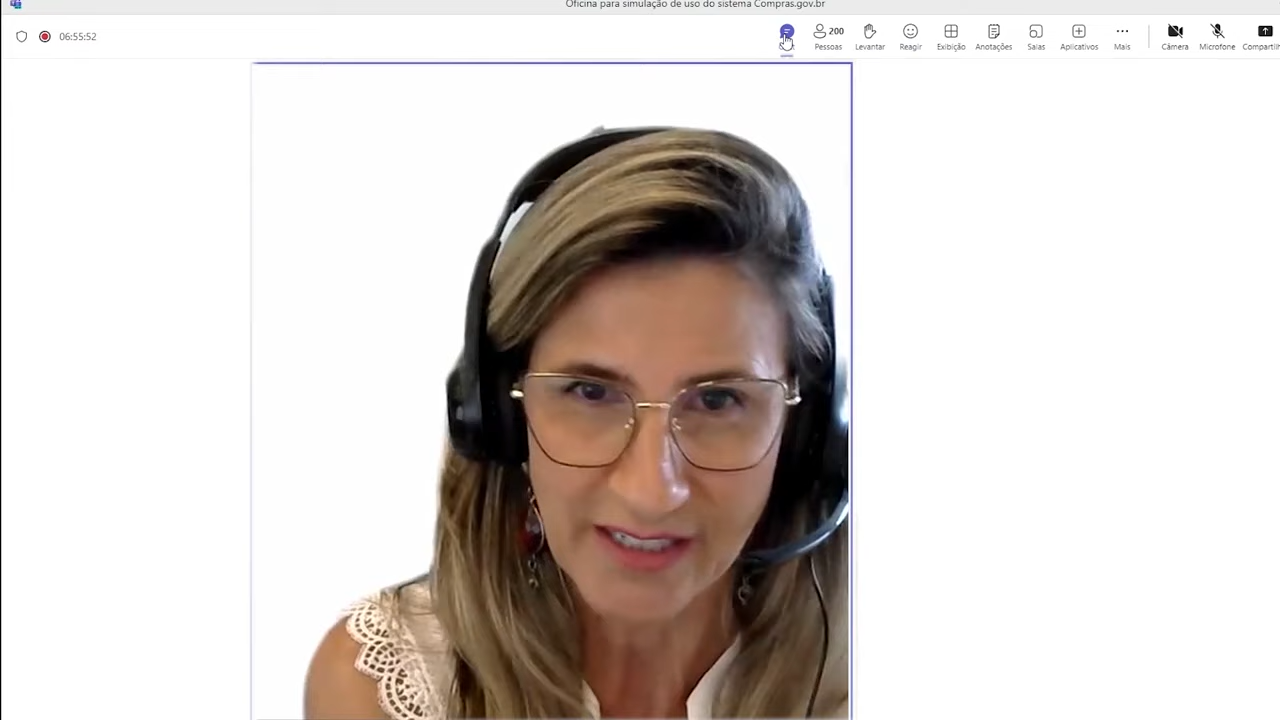 Oficina para simulação de uso do sistema Compras.gov.br
06:55:52
200
Pessoas
Levantar
Reagir
Exibição
Anotações
Salas
Aplicativos
Mais
Câmera
Microfone